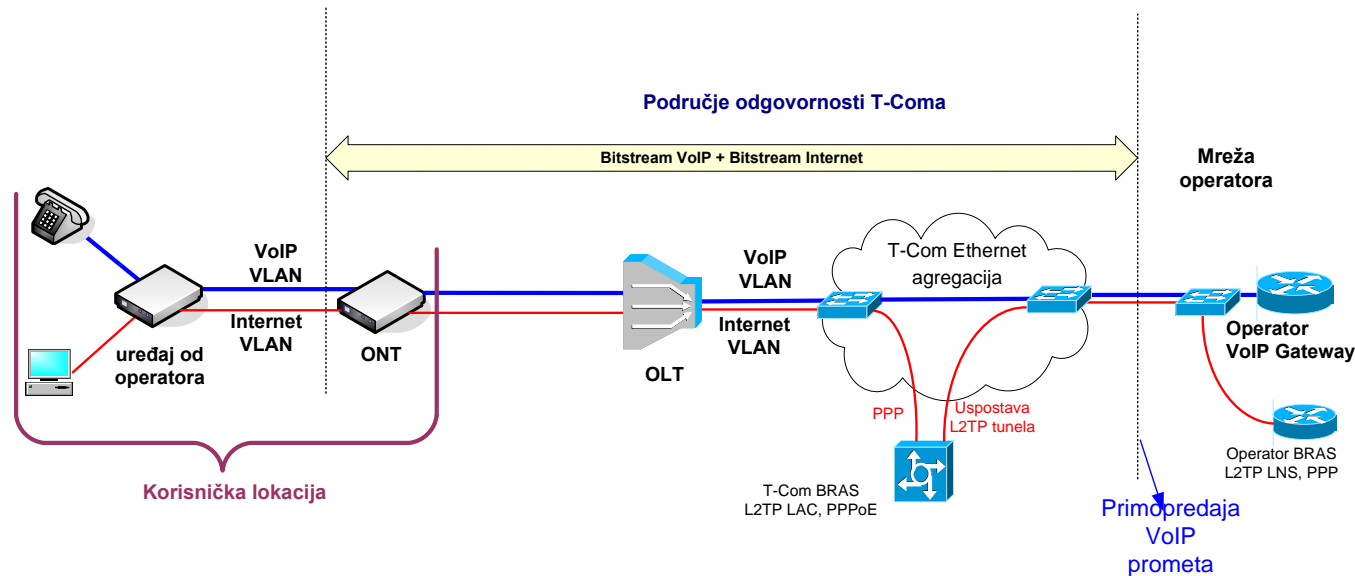 Područje odgovornosti T-Coma
Bitstream VoIP + Bitstream Internet
Mreža
operatora
VoIP
VLAN
Internet
VLAN
uređaj od
operatora
ONT
Korisnička lokacija
OLT
VoIP
VLAN
Internet
VLAN
T-Com Ethernet
agregacija
PPP
Uspostava
L2TP tunela
T-Com BRAS
L2TP LAC, PPPoE
Operator
VoIP Gateway
Operator BRAS
L2TP LNS, PPP
Primopredaja
VoIP
prometa